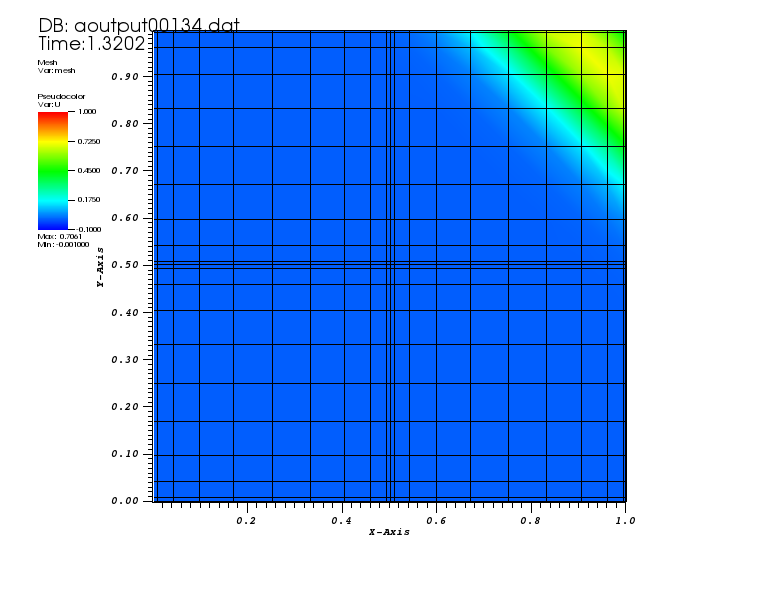 DB: aoutput00134.dat
Time:1.3202
Mesh
Var: mesh
Pseudocolor
Var: U
1.000
0.7250
0.4500
0.1750
-0.1000
Max: 0.7061
Min: -0.001000
Y-Axis
0.90
0.80
0.70
0.60
0.50
0.40
0.30
0.20
0.10
0.00
0.2 0.4 0.6 0.8 1.0
X-Axis